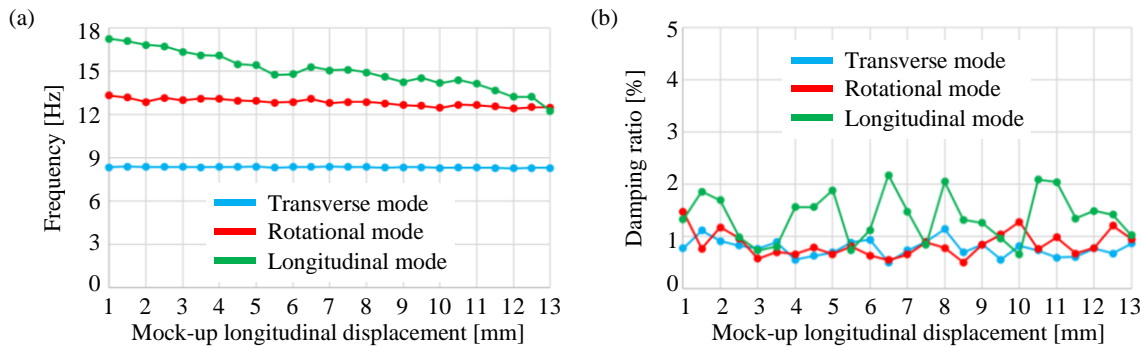 (a)
18
15
12
9
6
3
0
Frequency [Hz]
Transverse mode
Rotational mode
Longitudinal mode
1 2 3 4 5 6 7 8 9 10 11 12 13
Mock-up longitudinal displacement [mm]
(b)
5
4
3
2
1
0
Damping ratio [%]
Transverse mode
Rotational mode
Longitudinal mode
1 2 3 4 5 6 7 8 9 10 11 12 13
Mock-up longitudinal displacement [mm]